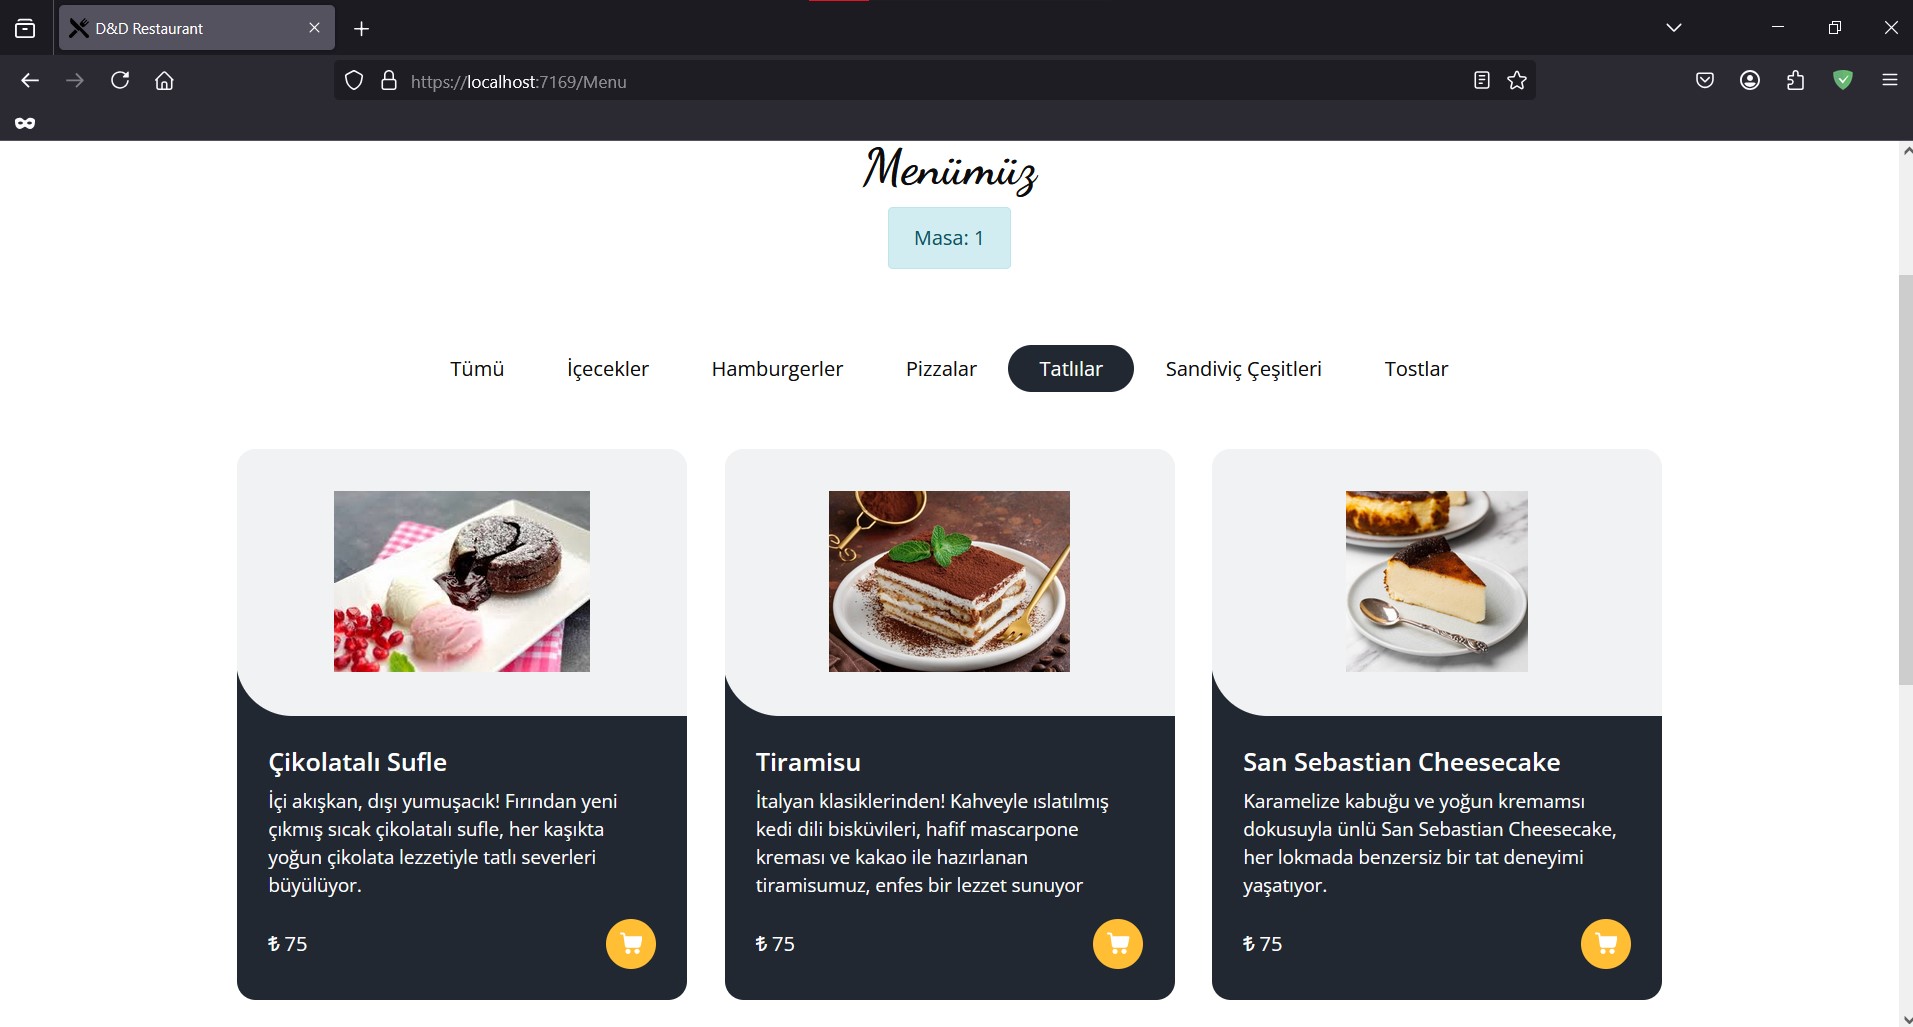 D&D Restaurant
https://localhost:7169/Menu
Menümüz
Masa: 1
Tümü İçecekler Hamburgerler Pizzalar Tatlılar Sandiviç Çeşitleri Tostlar
Çikolatalı Sufle
İçi akışkan, dışı yumuşacık! Fırından yeni
çıkmış sıcak çikolatalı sufle, her kaşıkta
yoğun çikolata lezzetiyle tatlı severleri
büyülüyor.
₺ 75
Tiramisu
İtalyan klasiklerinden! Kahveyle ıslatılmış
kedi dili bisküvileri, hafif mascarpone
kreması ve kakao ile hazırlanan
tiramisumuz, enfes bir lezzet sunuyor
₺ 75
San Sebastian Cheesecake
Karamelize kabuğu ve yoğun kremamsı
dokusuyla ünlü San Sebastian Cheesecake,
her lokmada benzersiz bir tat deneyimi
yaşatıyor.
₺ 75